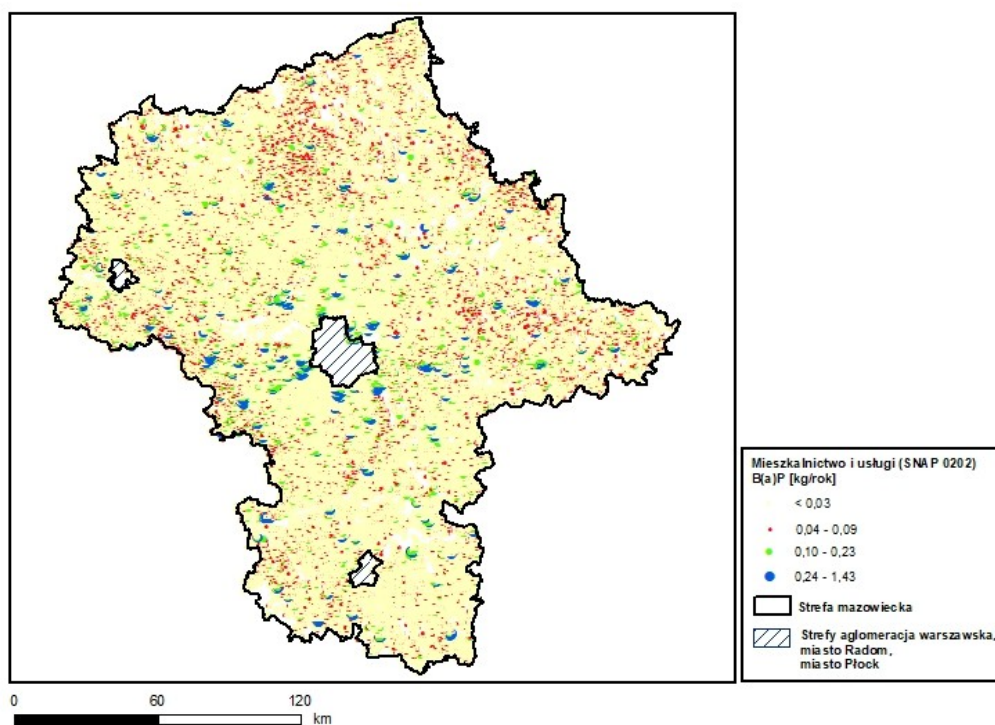 Mieszkalnictwo i usługi (SNAP 0202)
B(a)P [kg/rok]
< 0,03
0,04 - 0,09
0,10 - 0,23
0,24 - 1,43
Strefa mazowiecka
Strefy aglomeracja warszawska,
miasto Radom,
miasto Płock
0 60 120
km